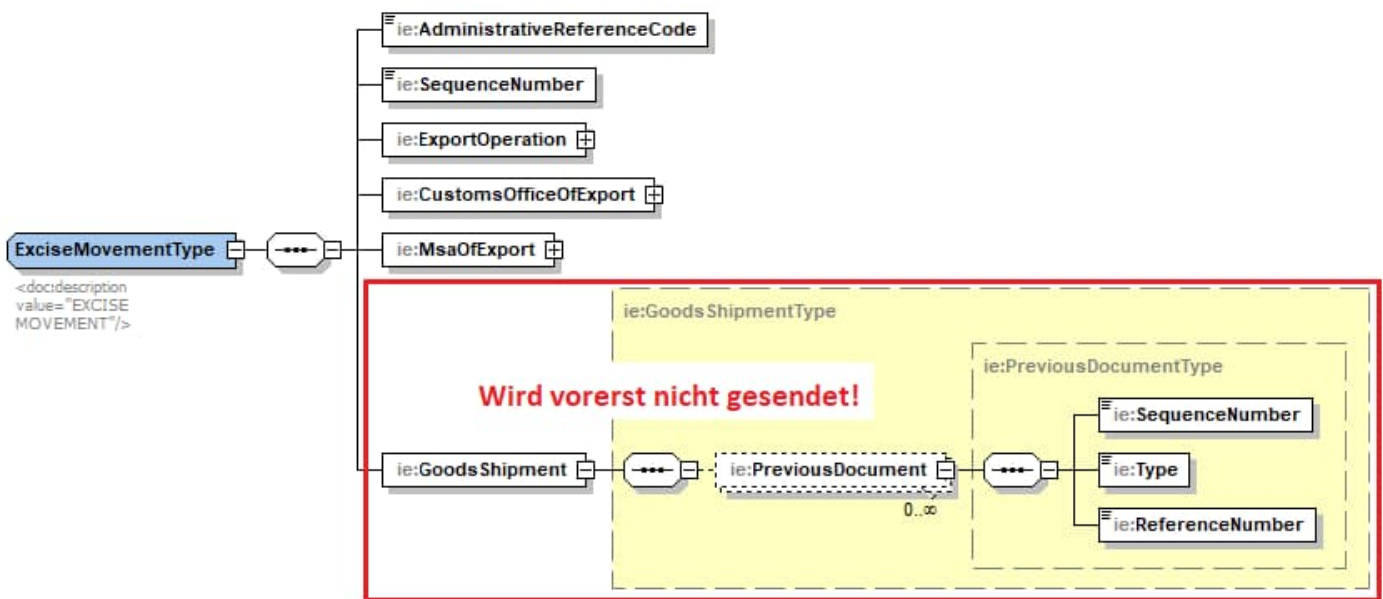 ie:AdministrativeReferenceCode
ie:SequenceNumber
ie:ExportOperation
ie:CustomsOfficeOfExport
ExciseMovementType
ie:MsaOfExport
<doc:description
value="EXCISE
MOVEMENT"/>
ie:GoodsShipmentType
ie:PreviousDocumentType
Wird vorerst nicht gesendet!
ie:SequenceNumber
ie:GoodsShipment
ie:PreviousDocument
ie:Type
0..∞
ie:ReferenceNumber